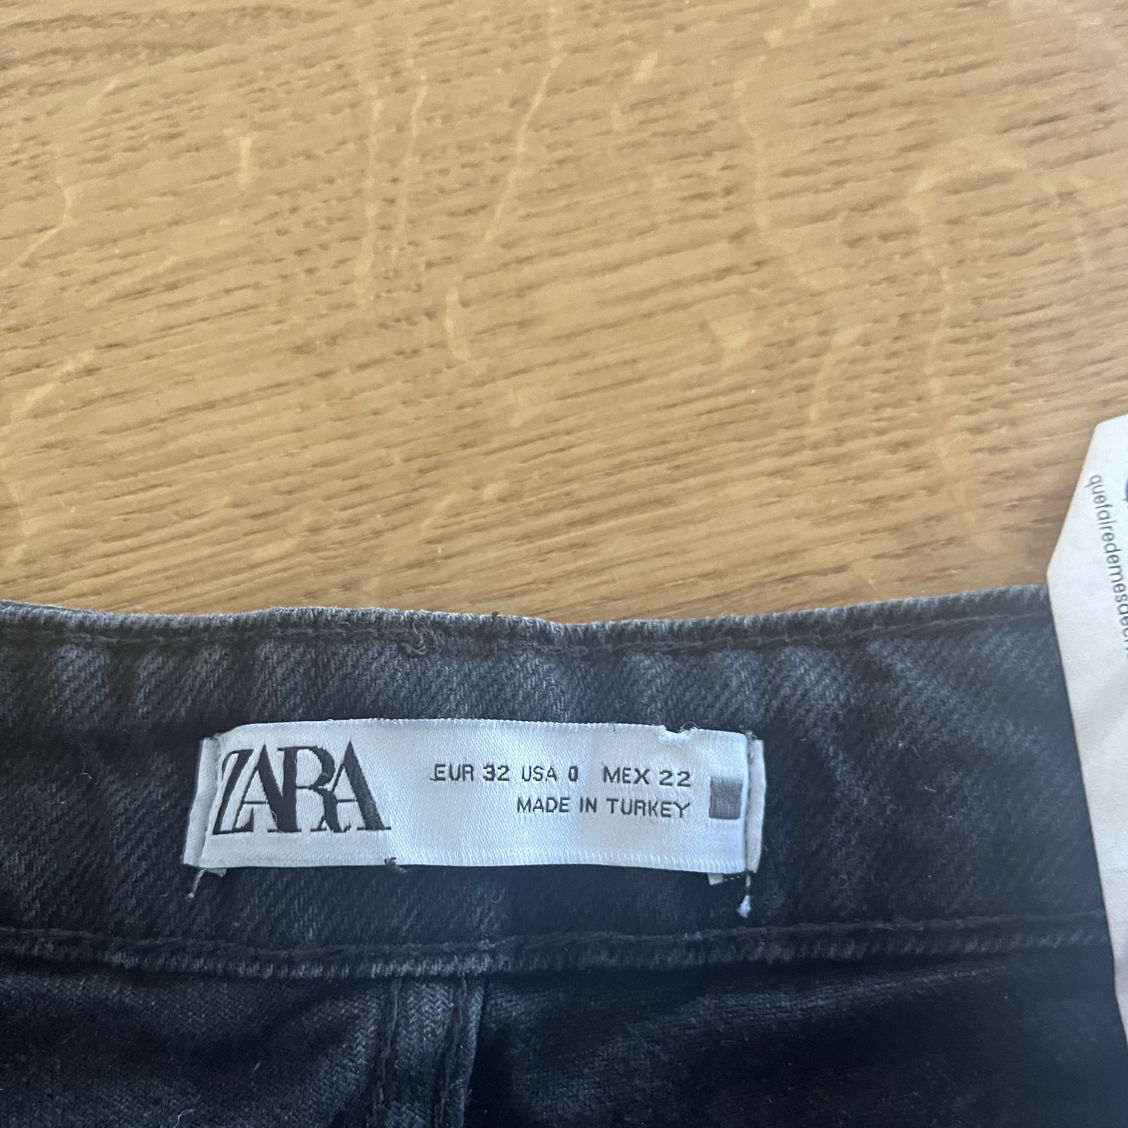 ZARA
EUR 32 USA 0 MEX 22
MADE IN TURKEY